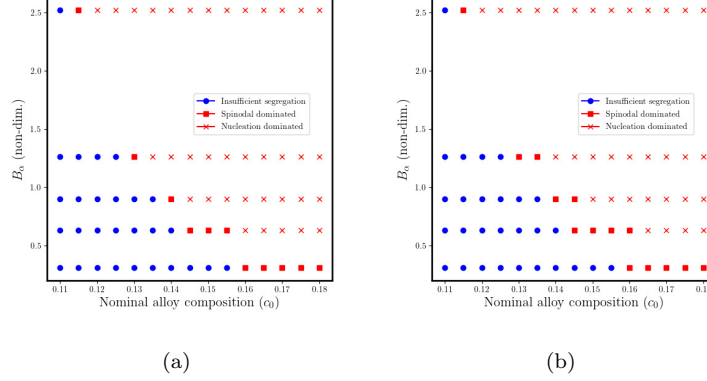 2.5
2.0
1.5
1.0
0.5
B_α (non-dim.)
Insufficient segregation
Spinodal dominated
Nucleation dominated
0.11 0.12 0.13 0.14 0.15 0.16 0.17 0.18
Nominal alloy composition (c_0)
(a)
2.5
2.0
1.5
1.0
0.5
B_α (non-dim.)
Insufficient segregation
Spinodal dominated
Nucleation dominated
0.11 0.12 0.13 0.14 0.15 0.16 0.17
Nominal alloy composition (c_0)
(b)